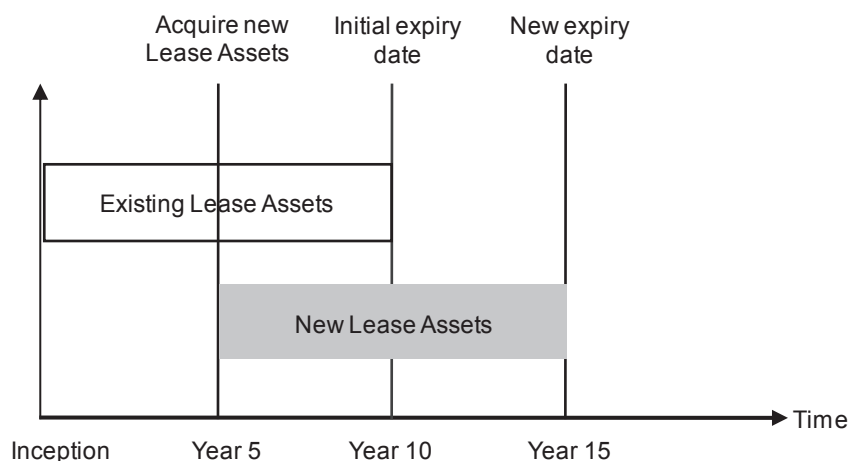 Acquire new
Lease Assets
Initial expiry
date
New expiry
date
Existing Lease Assets
New Lease Assets
Time
Inception
Year 5
Year 10
Year 15